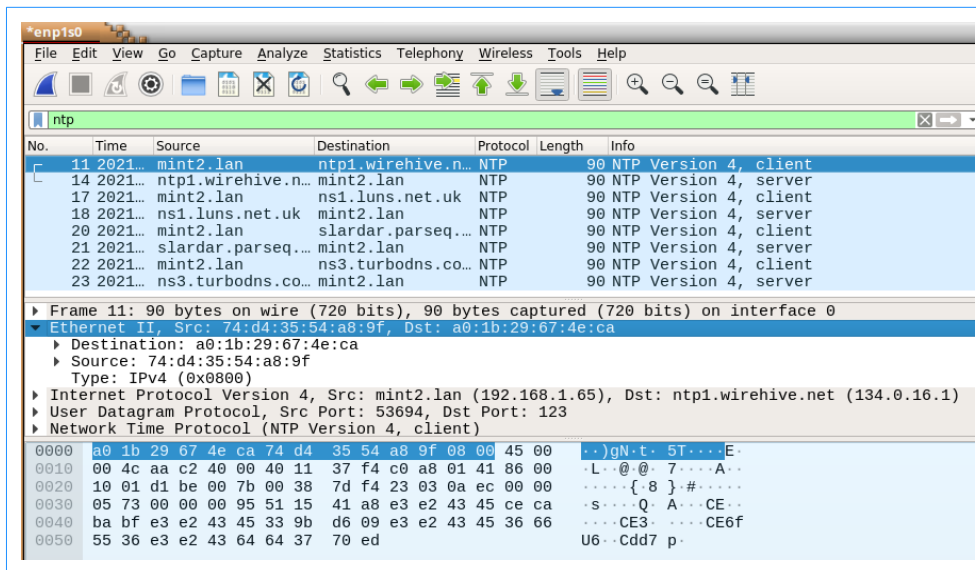 *enp1s0
File Edit View Go Capture Analyze Statistics Telephony Wireless Tools Help
ntp
No. Time Source Destination Protocol Length Info
11 2021… mint2.lan ntp1.wirehive.n… NTP 90 NTP Version 4, client
14 2021… ntp1.wirehive.n… mint2.lan NTP 90 NTP Version 4, server
17 2021… mint2.lan ns1.luns.net.uk NTP 90 NTP Version 4, client
18 2021… ns1.luns.net.uk mint2.lan NTP 90 NTP Version 4, server
20 2021… mint2.lan slardar.parseq.… NTP 90 NTP Version 4, client
21 2021… slardar.parseq.… mint2.lan NTP 90 NTP Version 4, server
22 2021… mint2.lan ns3.turbodns.co… NTP 90 NTP Version 4, client
23 2021… ns3.turbodns.co… mint2.lan NTP 90 NTP Version 4, server
Frame 11: 90 bytes on wire (720 bits), 90 bytes captured (720 bits) on interface 0
Ethernet II, Src: 74:d4:35:54:a8:9f, Dst: a0:1b:29:67:4e:ca
Destination: a0:1b:29:67:4e:ca
Source: 74:d4:35:54:a8:9f
Type: IPv4 (0x0800)
Internet Protocol Version 4, Src: mint2.lan (192.168.1.65), Dst: ntp1.wirehive.net (134.0.16.1)
User Datagram Protocol, Src Port: 53694, Dst Port: 123
Network Time Protocol (NTP Version 4, client)
0000 a0 1b 29 67 4e ca 74 d4 35 54 a8 9f 08 00 45 00 ··)gN·t· 5T····E·
0010 00 4c aa c2 40 00 40 11 37 f4 c0 a8 01 41 86 00 ·L··@·@· 7····A··
0020 10 01 d1 be 00 7b 00 38 7d f4 23 03 0a ec 00 00 ·····{·8 }·#·····
0030 05 73 00 00 00 95 51 15 41 a8 e3 e2 43 45 ce ca ·s····Q· A···CE··
0040 ba bf e3 e2 43 45 33 9b d6 09 e3 e2 43 45 36 66 ····CE3· ····CE6f
0050 55 36 e3 e2 43 64 64 37 70 ed U6··Cdd7 p·